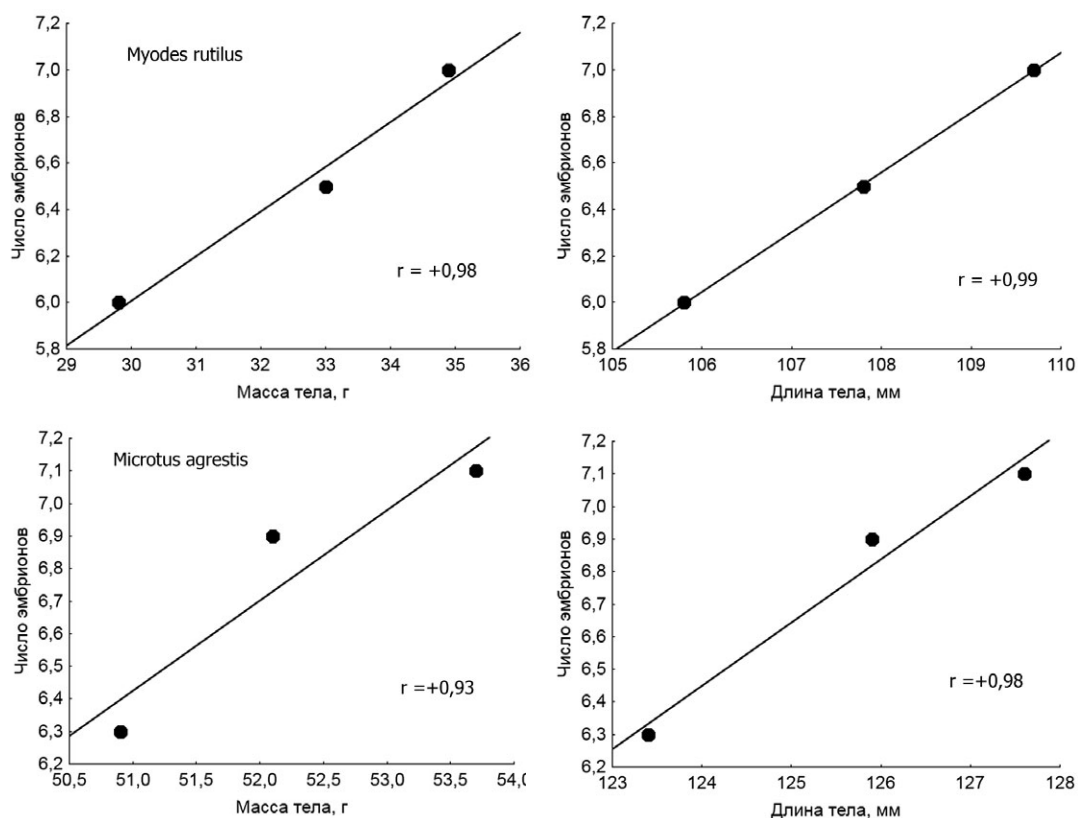 Myodes rutilus
Число эмбрионов
7,2
7,0
6,8
6,6
6,4
6,2
6,0
5,8
r = +0,98
29 30 31 32 33 34 35 36
Масса тела, г
Число эмбрионов
7,2
7,0
6,8
6,6
6,4
6,2
6,0
5,8
r = +0,99
105 106 107 108 109 110
Длина тела, мм
Microtus agrestis
Число эмбрионов
7,2
7,1
7,0
6,9
6,8
6,7
6,6
6,5
6,4
6,3
6,2
r =+0,93
50,5 51,0 51,5 52,0 52,5 53,0 53,5 54,0
Масса тела, г
Число эмбрионов
7,2
7,1
7,0
6,9
6,8
6,7
6,6
6,5
6,4
6,3
6,2
r =+0,98
123 124 125 126 127 128
Длина тела, мм